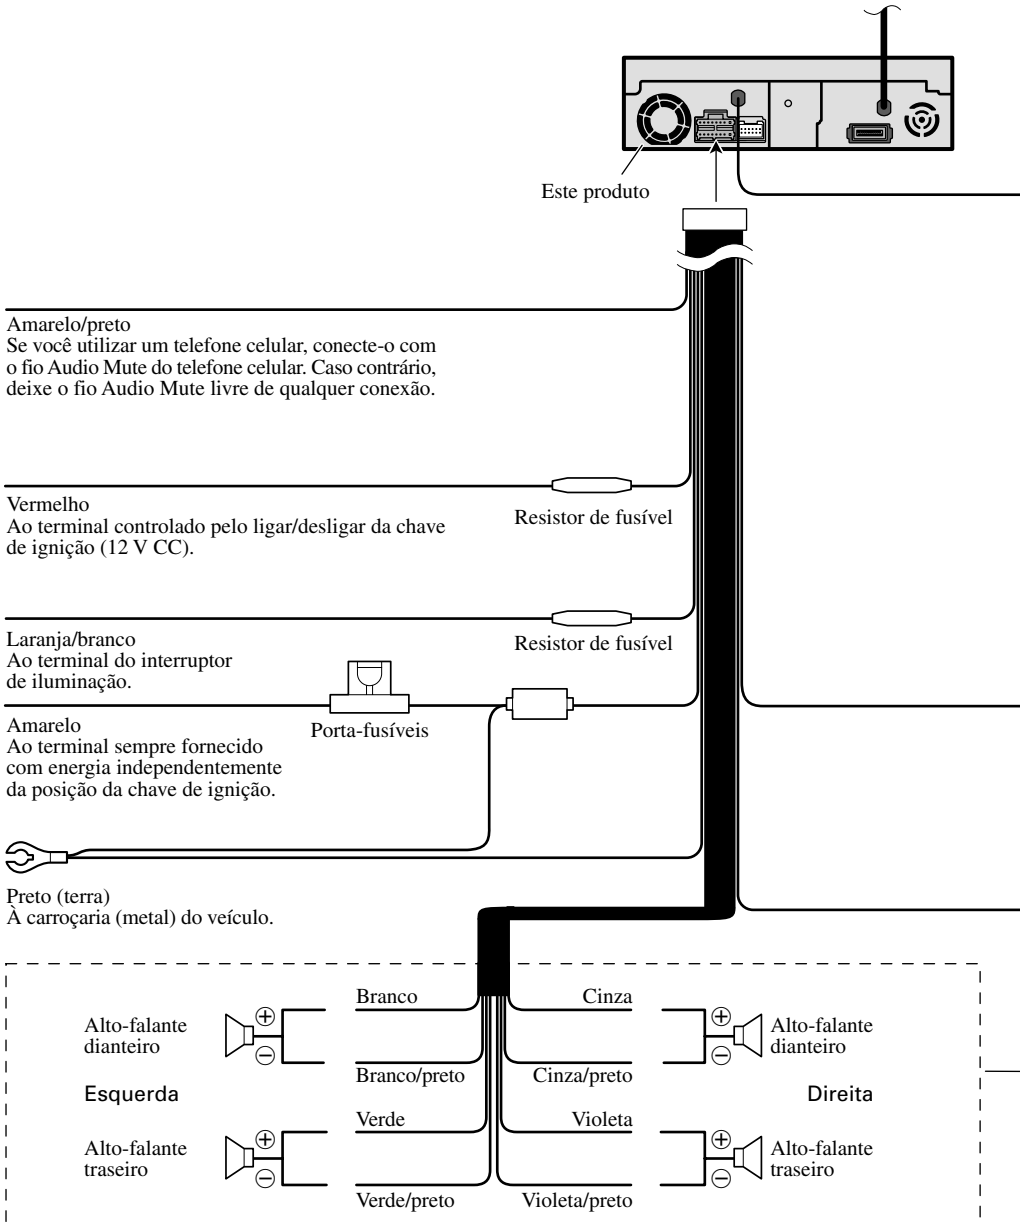 Este produto
Amarelo/preto
Se você utilizar um telefone celular, conecte-o com
o fio Audio Mute do telefone celular. Caso contrário,
deixe o fio Audio Mute livre de qualquer conexão.
Vermelho
Ao terminal controlado pelo ligar/desligar da chave
de ignição (12 V CC).
Resistor de fusível
Laranja/branco
Ao terminal do interruptor
de iluminação.
Resistor de fusível
Amarelo
Ao terminal sempre fornecido
com energia independentemente
da posição da chave de ignição.
Porta-fusíveis
Preto (terra)
À carroçaria (metal) do veículo.
Branco
Cinza
Alto-falante
dianteiro
+
−
+
−
Alto-falante
dianteiro
Branco/preto
Cinza/preto
Esquerda
Direita
Verde
Violeta
Alto-falante
traseiro
+
−
+
−
Alto-falante
traseiro
Verde/preto
Violeta/preto